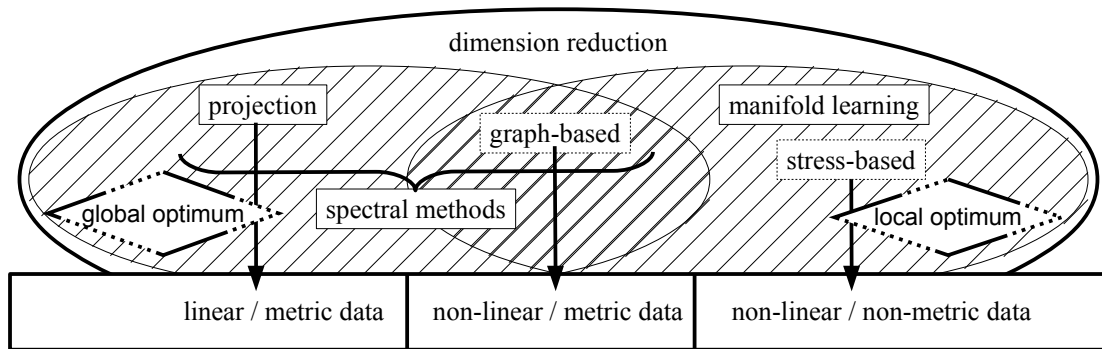 dimension reduction
projection
manifold learning
graph-based
stress-based
global optimum
spectral methods
local optimum
linear / metric data
non-linear / metric data
non-linear / non-metric data